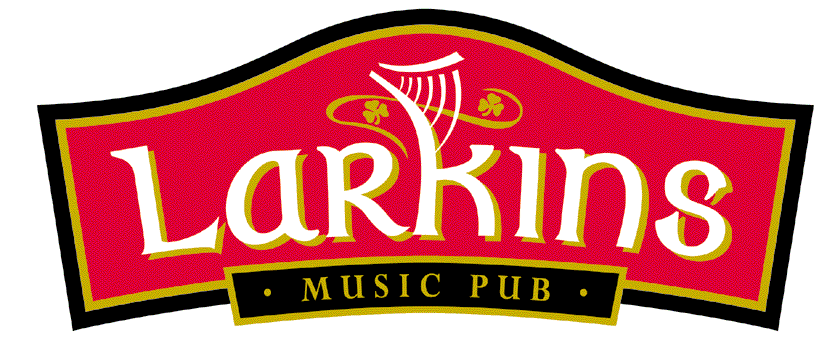 Larkins
· MUSIC PUB ·